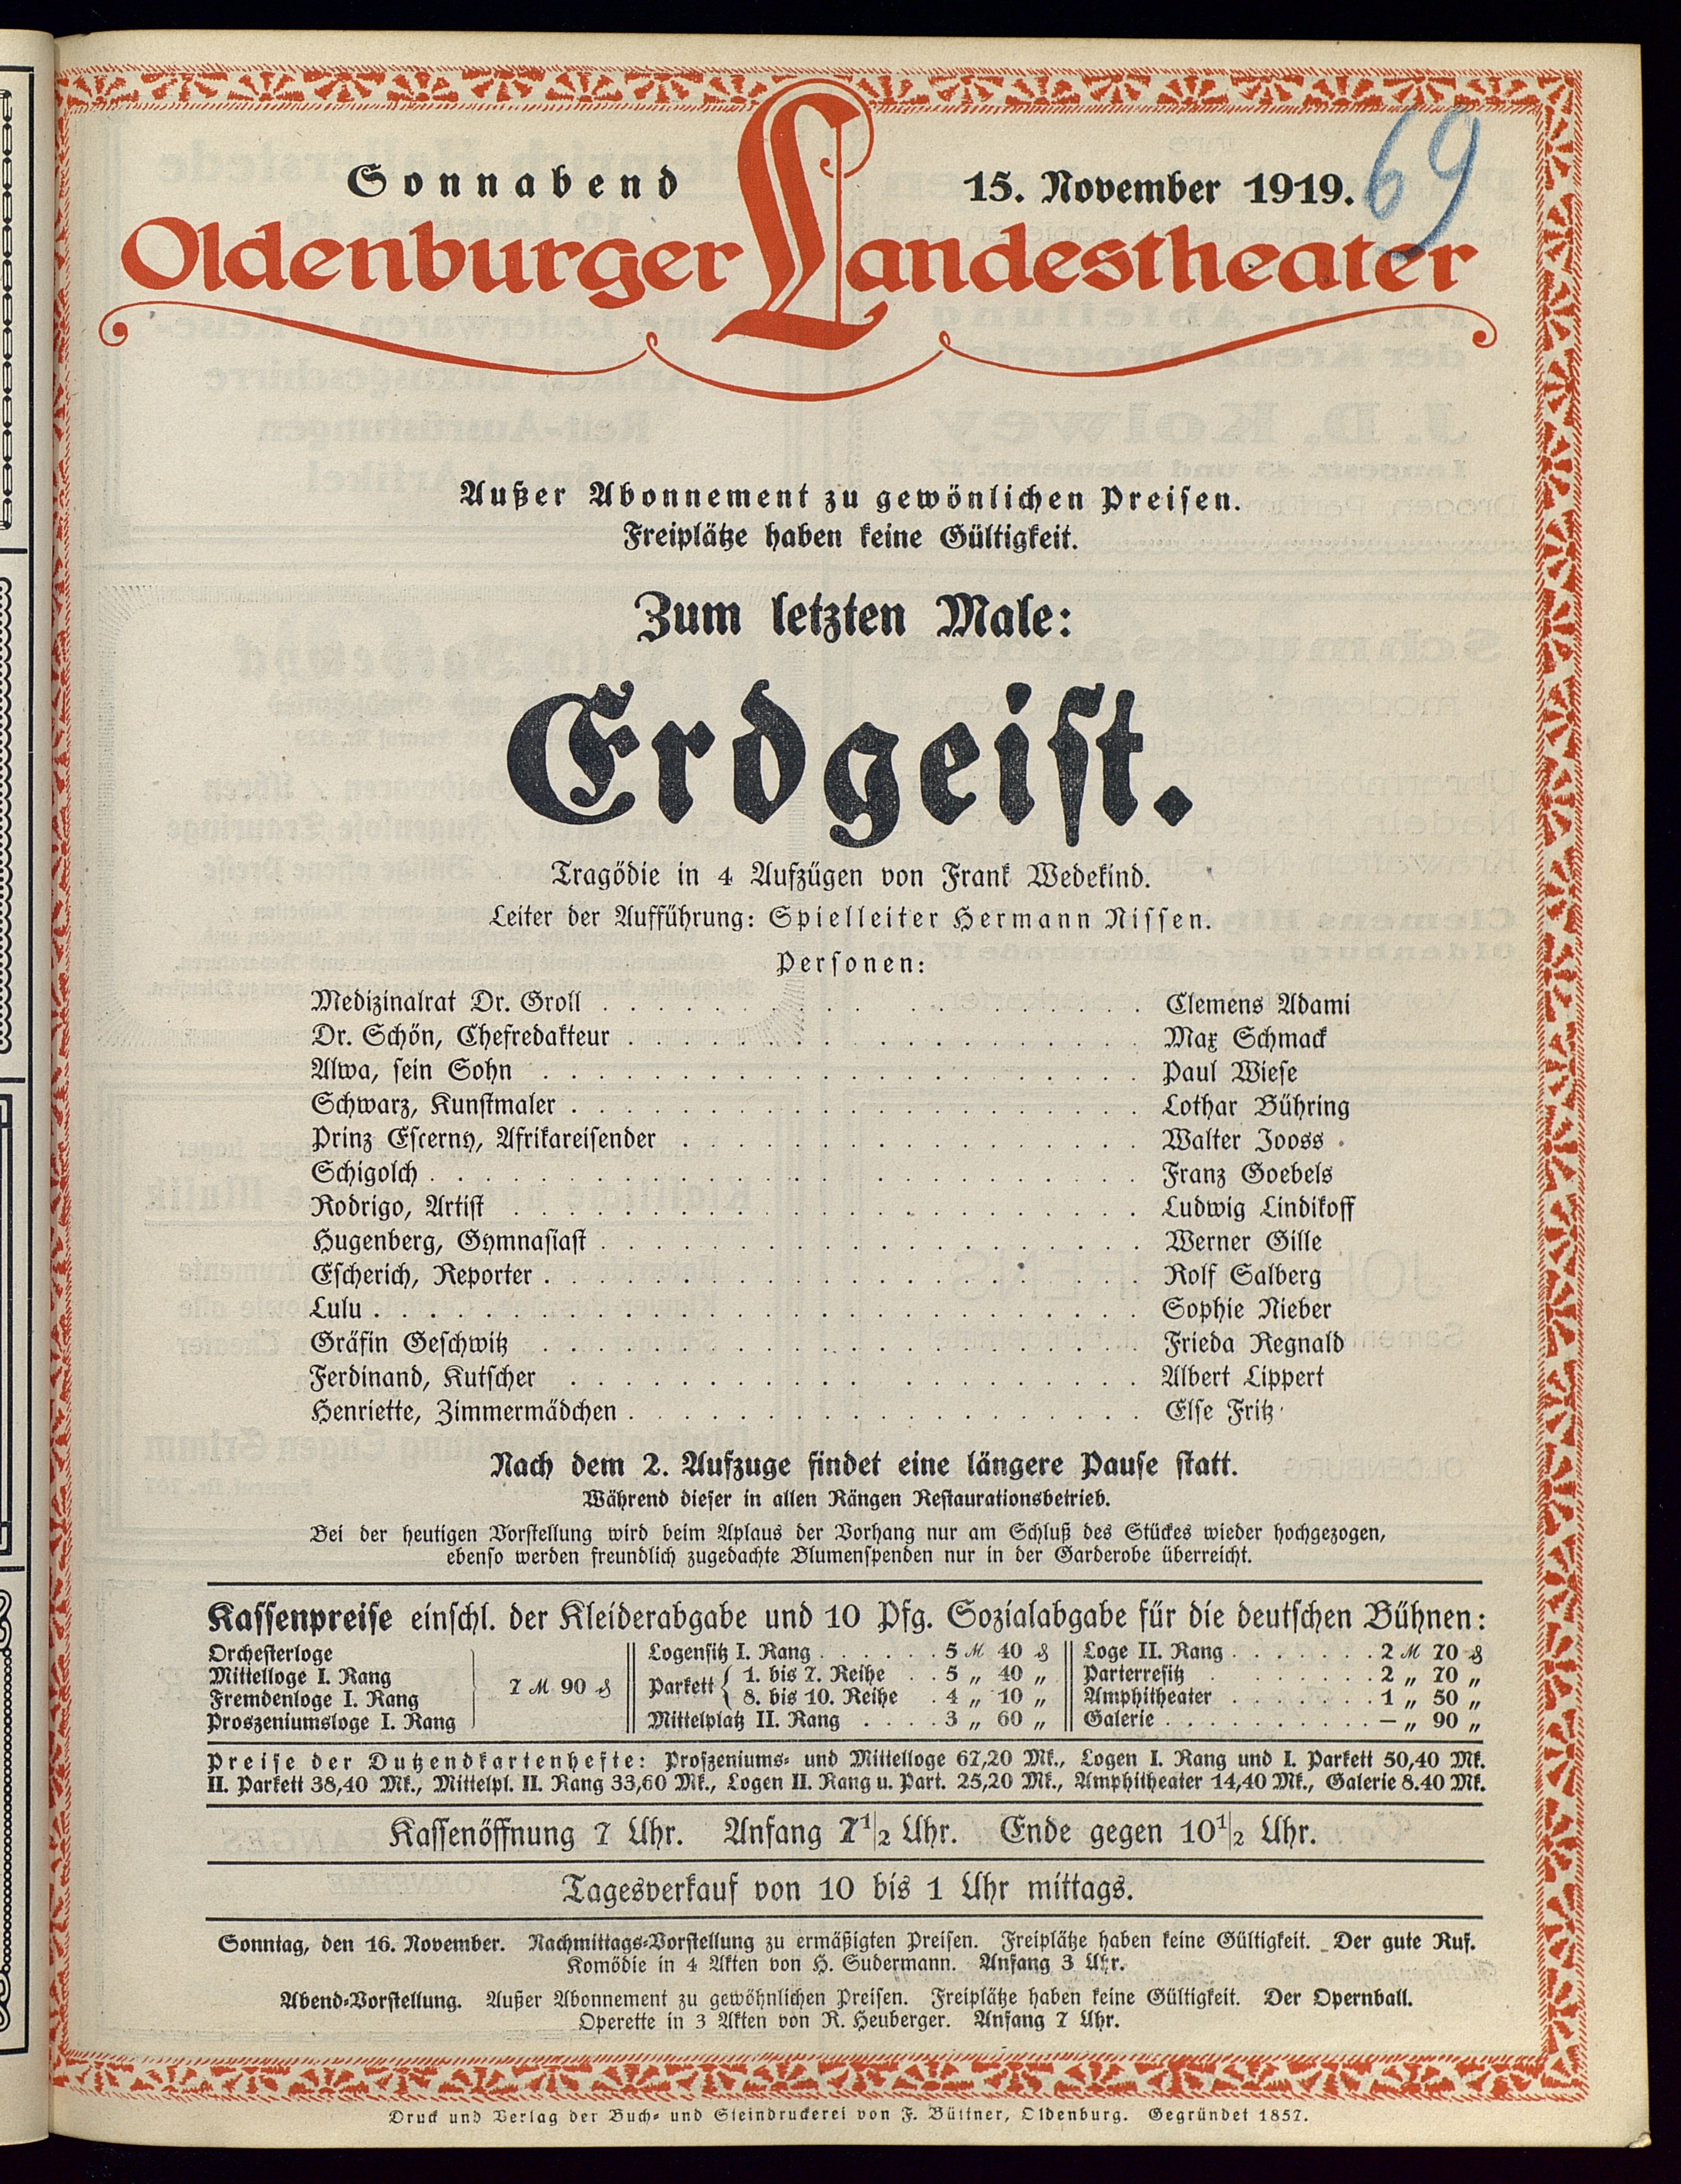 Sonnabend 15. November 1919.
69
Oldenburger Landestheater
Außer Abonnement zu gewönlichen Preisen.
Freiplätze haben keine Gültigkeit.
Zum letzten Male:
Erdgeist.
Tragödie in 4 Aufzügen von Frank Wedekind.
Leiter der Aufführung: Spielleiter Hermann Nissen.
Personen:
Medizinalrat Dr. Groll . . . . . Clemens Adami
Dr. Schön, Chefredakteur . . . . . Max Schmack
Alwa, sein Sohn . . . . . Paul Wiese
Schwarz, Kunstmaler . . . . . Lothar Bühring
Prinz Escerny, Afrikareisender . . . . . Walter Jooss
Schigolch . . . . . Franz Goebels
Rodrigo, Artist . . . . . Ludwig Lindikoff
Hugenberg, Gymnasiast . . . . . Werner Gille
Escherich, Reporter . . . . . Rolf Salberg
Lulu . . . . . Sophie Nieber
Gräfin Geschwitz . . . . . Frieda Regnald
Ferdinand, Kutscher . . . . . Albert Lippert
Henriette, Zimmermädchen . . . . . Else Fritz
Nach dem 2. Aufzuge findet eine längere Pause statt.
Während dieser in allen Rängen Restaurationsbetrieb.
Bei der heutigen Vorstellung wird beim Aplaus der Vorhang nur am Schluß des Stückes wieder hochgezogen,
ebenso werden freundlich zugedachte Blumenspenden nur in der Garderobe überreicht.
Kassenpreise einschl. der Kleiderabgabe und 10 Pfg. Sozialabgabe für die deutschen Bühnen:
Orchesterloge
Mittelloge I. Rang
Fremdenloge I. Rang
Proszeniumsloge I. Rang
7 ℳ 90 ₰
Logensitz I. Rang . . . . . . 5 ℳ 40 ₰
Parkett { 1. bis 7. Reihe . . 5 „ 40 „
8. bis 10. Reihe . 4 „ 10 „
Mittelplatz II. Rang . . . . 3 „ 60 „
Loge II. Rang . . . . . . . 2 ℳ 70 ₰
Parterresitz . . . . . . . . 2 „ 70 „
Amphitheater . . . . . . . 1 „ 50 „
Galerie . . . . . . . . . . — „ 90 „
Preise der Dutzendkartenhefte: Proszeniums- und Mittelloge 67,20 Mk., Logen I. Rang und I. Parkett 50,40 Mk.
II. Parkett 38,40 Mk., Mittelpl. II. Rang 33,60 Mk., Logen II. Rang u. Part. 25,20 Mk., Amphitheater 14,40 Mk., Galerie 8.40 Mk.
Kassenöffnung 7 Uhr. Anfang 7 1/2 Uhr. Ende gegen 10 1/2 Uhr.
Tagesverkauf von 10 bis 1 Uhr mittags.
Sonntag, den 16. November. Nachmittags-Vorstellung zu ermäßigten Preisen. Freiplätze haben keine Gültigkeit. Der gute Ruf.
Komödie in 4 Akten von H. Sudermann. Anfang 3 Uhr.
Abend-Vorstellung. Außer Abonnement zu gewöhnlichen Preisen. Freiplätze haben keine Gültigkeit. Der Opernball.
Operette in 3 Akten von R. Heuberger. Anfang 7 Uhr.
Druck und Verlag der Buch- und Steindruckerei von F. Büttner, Oldenburg. Gegründet 1857.